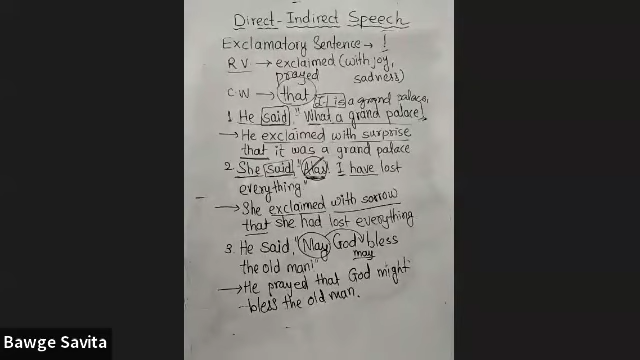 Direct-Indirect Speech
Exclamatory Sentence → !
RV → exclaimed (with joy,
prayed sadness)
CW → that
It is a grand palace.
1. He said, "What a grand palace!
→ He exclaimed with surprise
that it was a grand palace
2. She said, "Alas. I have lost
everything"
→ She exclaimed with sorrow
that she had lost everything
3. He said, "May God bless
may
the old man!"
→ He prayed that God might
bless the old man.
Bawge Savita